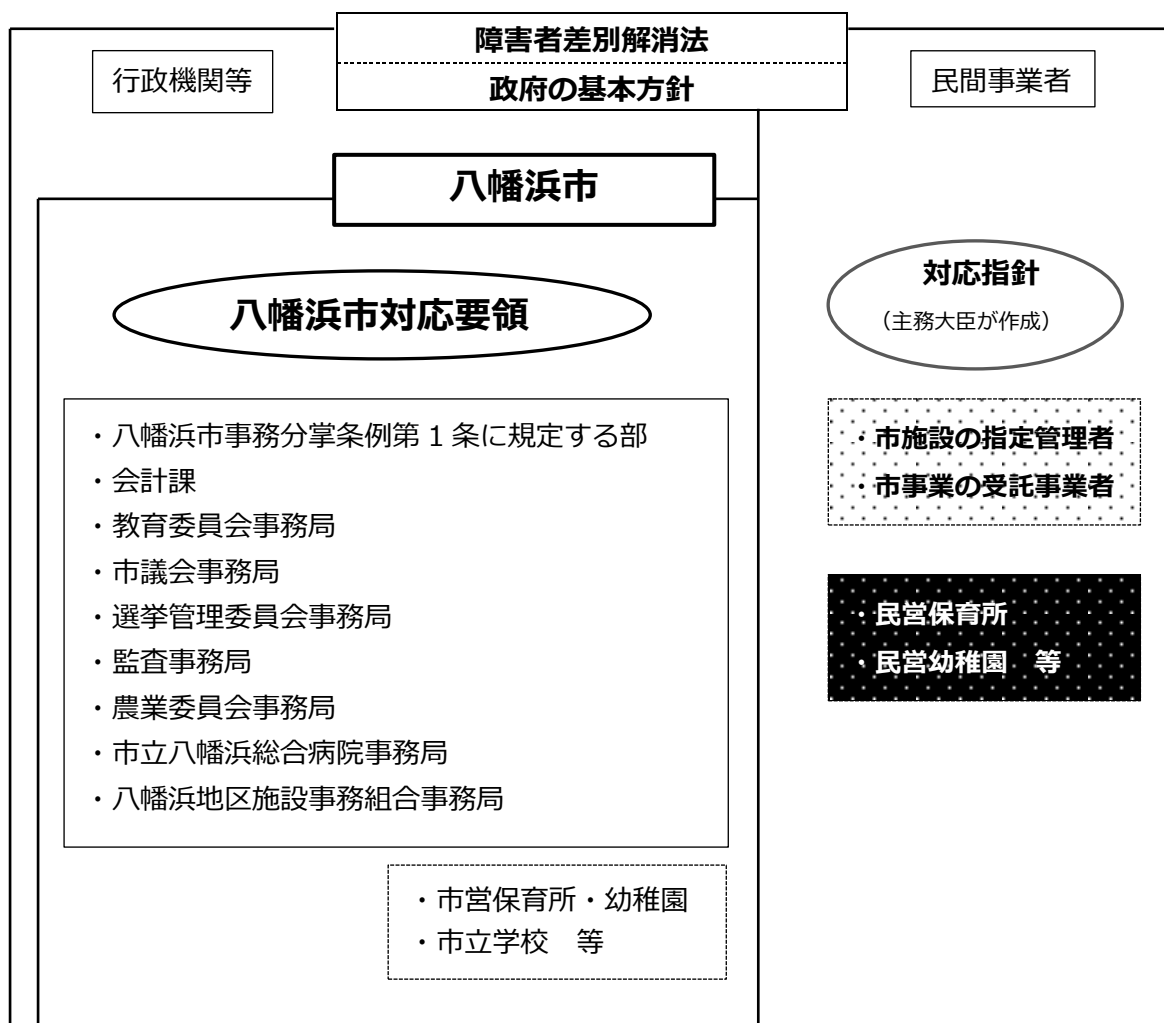 障害者差別解消法
政府の基本方針
行政機関等
民間事業者
八幡浜市
八幡浜市対応要領
・八幡浜市事務分掌条例第1条に規定する部
・会計課
・教育委員会事務局
・市議会事務局
・選挙管理委員会事務局
・監査事務局
・農業委員会事務局
・市立八幡浜総合病院事務局
・八幡浜地区施設事務組合事務局
・市営保育所・幼稚園
・市立学校　等
対応指針
（主務大臣が作成）
・市施設の指定管理者
・市事業の受託事業者
・民営保育所
・民営幼稚園　等